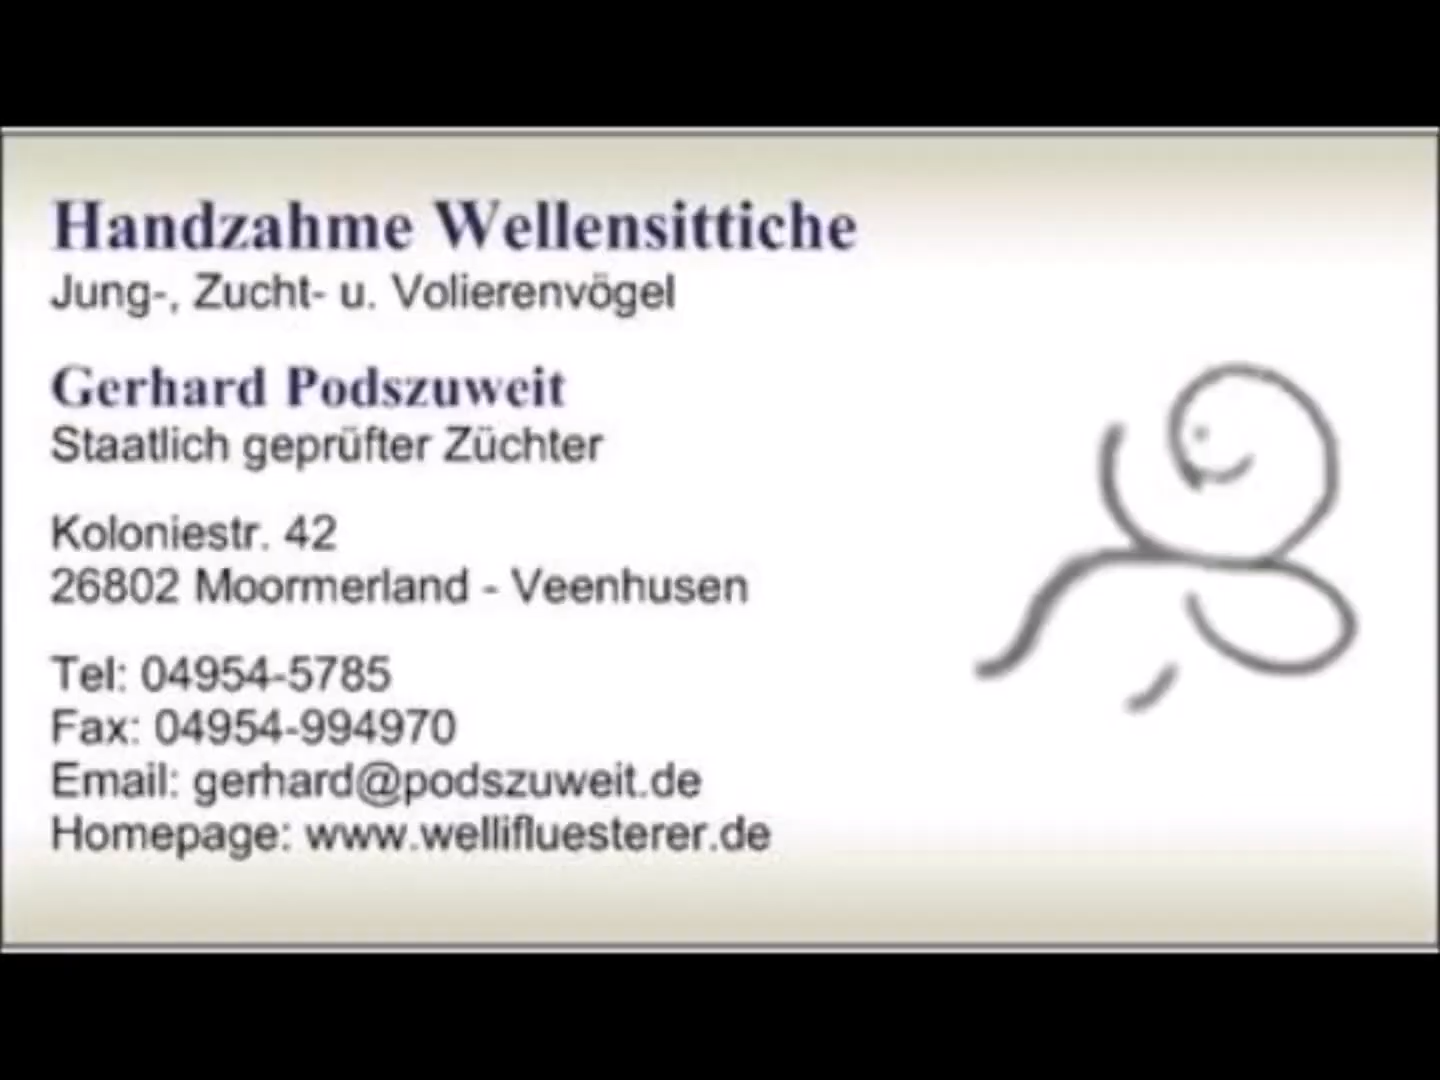 Handzahme Wellensittiche
Jung-, Zucht- u. Volierenvögel
Gerhard Podszuweit
Staatlich geprüfter Züchter
Koloniestr. 42
26802 Moormerland - Veenhusen
Tel: 04954-5785
Fax: 04954-994970
Email: gerhard@podszuweit.de
Homepage: www.wellifluesterer.de